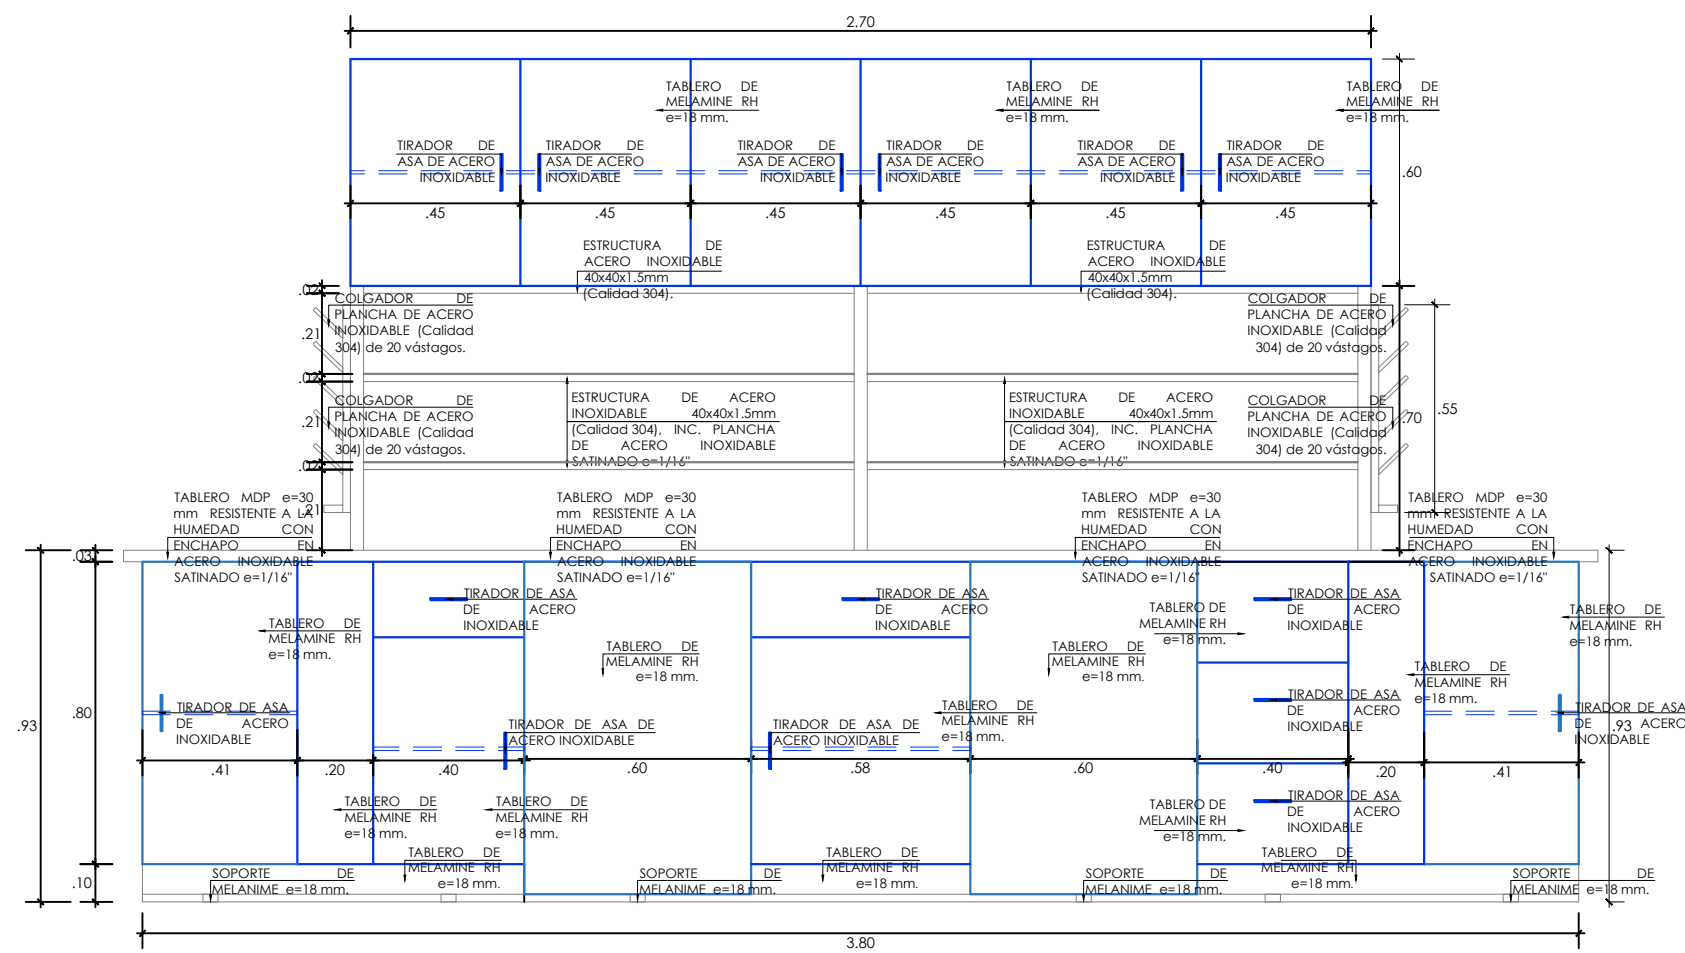 2.70
TABLERO DE
MELAMINE RH
e=18 mm.
TABLERO DE
MELAMINE RH
e=18 mm.
TABLERO DE
MELAMINE RH
e=18 mm.
TIRADOR DE
ASA DE ACERO
INOXIDABLE
TIRADOR DE
ASA DE ACERO
INOXIDABLE
TIRADOR DE
ASA DE ACERO
INOXIDABLE
TIRADOR DE
ASA DE ACERO
INOXIDABLE
TIRADOR DE
ASA DE ACERO
INOXIDABLE
TIRADOR DE
ASA DE ACERO
INOXIDABLE
.60
.45
.45
.45
.45
.45
.45
ESTRUCTURA DE
ACERO INOXIDABLE
40x40x1.5mm
(Calidad 304).
ESTRUCTURA DE
ACERO INOXIDABLE
40x40x1.5mm
(Calidad 304).
.02
COLGADOR DE
PLANCHA DE ACERO
INOXIDABLE (Calidad
304) de 20 vástagos.
COLGADOR DE
PLANCHA DE ACERO
INOXIDABLE (Calidad
304) de 20 vástagos.
.21
.02
COLGADOR DE
PLANCHA DE ACERO
INOXIDABLE (Calidad
304) de 20 vástagos.
ESTRUCTURA DE ACERO
INOXIDABLE 40x40x1.5mm
(Calidad 304), INC. PLANCHA
DE ACERO INOXIDABLE
SATINADO e=1/16"
ESTRUCTURA DE ACERO
INOXIDABLE 40x40x1.5mm
(Calidad 304), INC. PLANCHA
DE ACERO INOXIDABLE
SATINADO e=1/16"
COLGADOR DE
PLANCHA DE ACERO
INOXIDABLE (Calidad
304) de 20 vástagos.
.55
.70
.21
.02
.21
TABLERO MDP e=30
mm RESISTENTE A LA
HUMEDAD CON
ENCHAPO EN
ACERO INOXIDABLE
SATINADO e=1/16"
TABLERO MDP e=30
mm RESISTENTE A LA
HUMEDAD CON
ENCHAPO EN
ACERO INOXIDABLE
SATINADO e=1/16"
TABLERO MDP e=30
mm RESISTENTE A LA
HUMEDAD CON
ENCHAPO EN
ACERO INOXIDABLE
SATINADO e=1/16"
TABLERO MDP e=30
mm RESISTENTE A LA
HUMEDAD CON
ENCHAPO EN
ACERO INOXIDABLE
SATINADO e=1/16"
.03
TIRADOR DE ASA
DE ACERO
INOXIDABLE
TIRADOR DE ASA
DE ACERO
INOXIDABLE
TIRADOR DE ASA
DE ACERO
INOXIDABLE
TABLERO DE
MELAMINE RH
e=18 mm.
TABLERO DE
MELAMINE RH
e=18 mm.
TABLERO DE
MELAMINE RH
e=18 mm.
TABLERO DE
MELAMINE RH
e=18 mm.
TABLERO DE
MELAMINE RH
e=18 mm.
TABLERO DE
MELAMINE RH
e=18 mm.
.93
.80
TIRADOR DE ASA
DE ACERO
INOXIDABLE
TIRADOR DE ASA DE
ACERO INOXIDABLE
TIRADOR DE ASA DE
ACERO INOXIDABLE
TABLERO DE
MELAMINE RH
e=18 mm.
TIRADOR DE ASA
DE ACERO
INOXIDABLE
TIRADOR DE ASA
DE ACERO
INOXIDABLE
.93
.41
.20
.40
.60
.58
.60
.40
.20
.41
TABLERO DE
MELAMINE RH
e=18 mm.
TABLERO DE
MELAMINE RH
e=18 mm.
TABLERO DE
MELAMINE RH
e=18 mm.
TIRADOR DE ASA
DE ACERO
INOXIDABLE
TABLERO DE
MELAMINE RH
e=18 mm.
TABLERO DE
MELAMINE RH
e=18 mm.
TABLERO DE
MELAMINE RH
e=18 mm.
.10
SOPORTE DE
MELANIME e=18 mm.
SOPORTE DE
MELANIME e=18 mm.
SOPORTE DE
MELANIME e=18 mm.
SOPORTE DE
MELANIME e=18 mm.
3.80